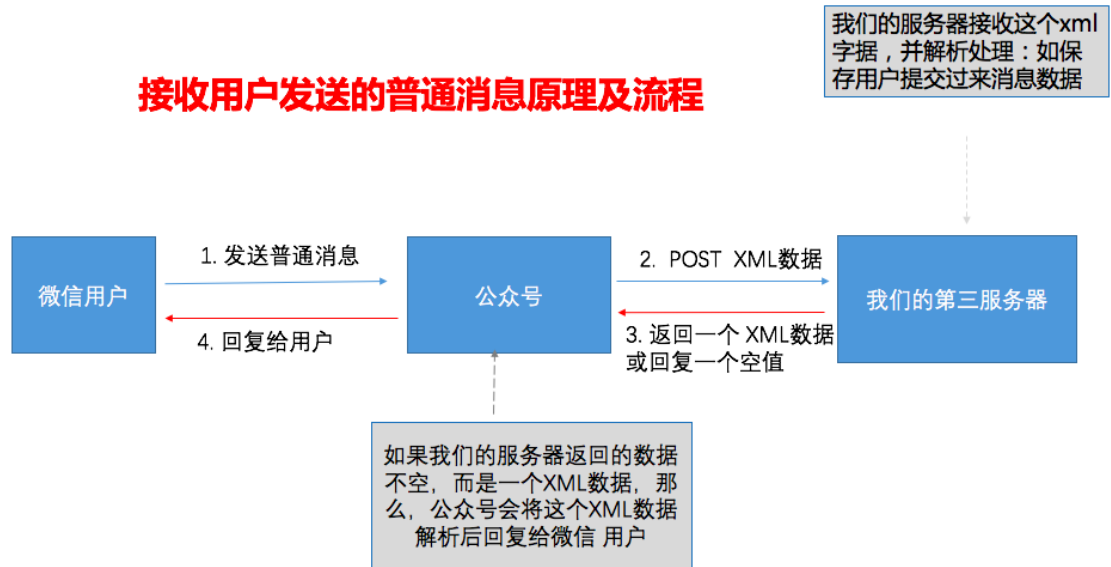 我们的服务器接收这个xml
字据，并解析处理：如保
存用户提交过来消息数据
接收用户发送的普通消息原理及流程
微信用户
1. 发送普通消息
4. 回复给用户
公众号
2. POST XML数据
3. 返回一个 XML数据
或回复一个空值
我们的第三服务器
如果我们的服务器返回的数据
不空，而是一个XML数据，那
么，公众号会将这个XML数据
解析后回复给微信 用户